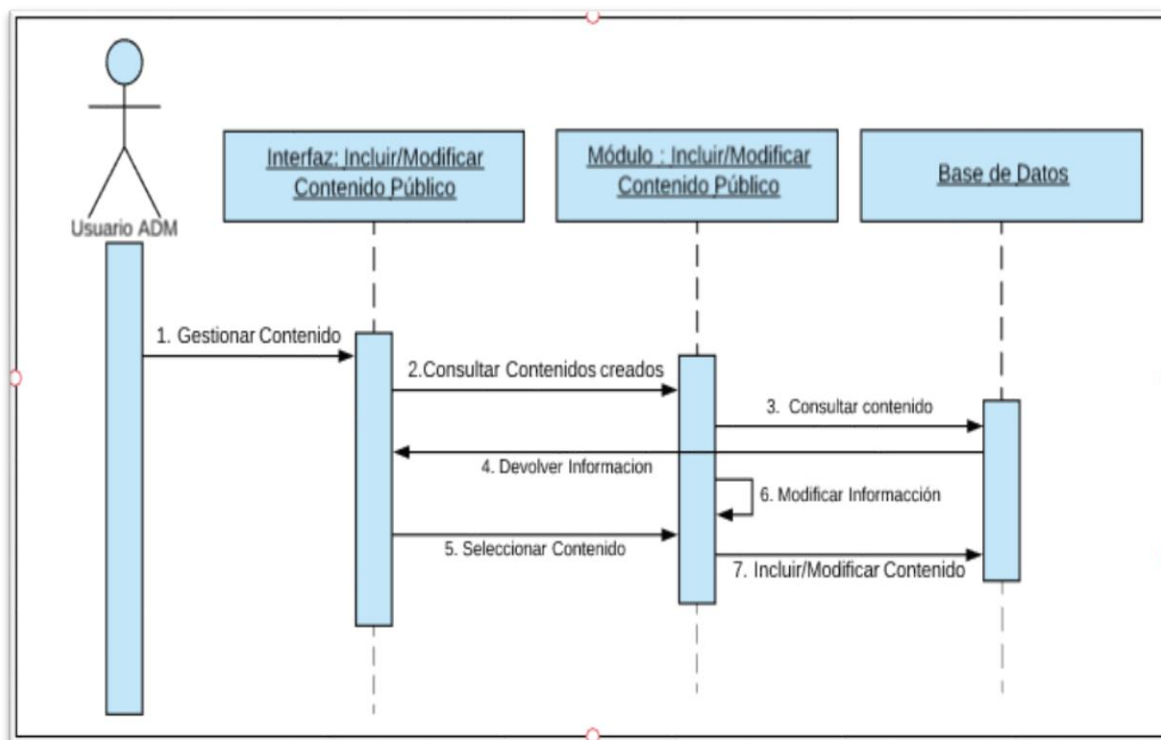 Interfaz: Incluir/Modificar
Contenido Público
Módulo : Incluir/Modificar
Contenido Público
Base de Datos
Usuario ADM
1. Gestionar Contenido
2.Consultar Contenidos creados
3. Consultar contenido
4. Devolver Informacion
6. Modificar Informacción
5. Seleccionar Contenido
7. Incluir/Modificar Contenido